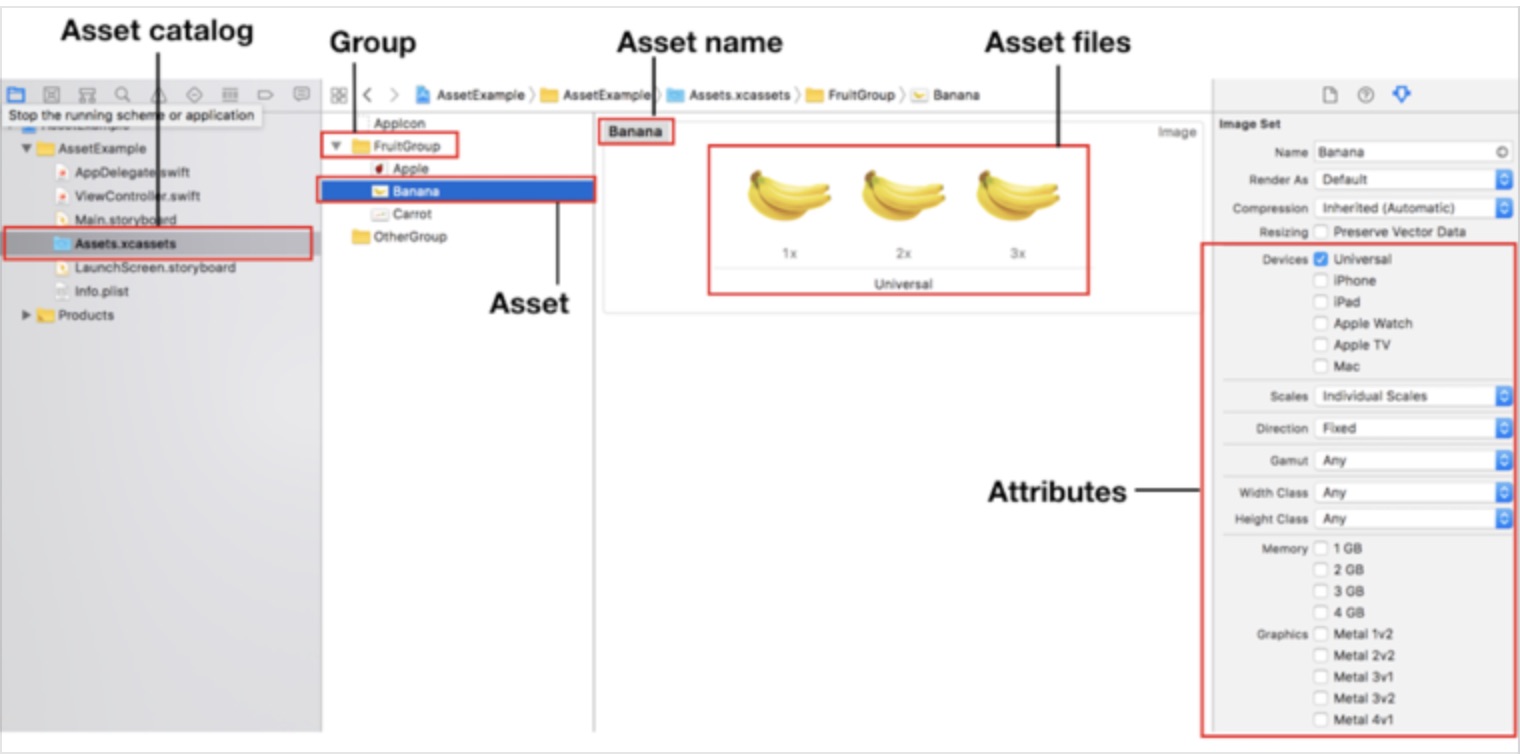 Asset catalog
Group
Asset name
Asset files
AssetExample
AssetExample
Assets.xcassets
FruitGroup
Banana
Stop the running scheme or application
AssetExample
AssetExample
AppDelegate.swift
ViewController.swift
Main.storyboard
Assets.xcassets
LaunchScreen.storyboard
Info.plist
Products
AppIcon
FruitGroup
Apple
Banana
Carrot
OtherGroup
Asset
Banana
Image
1x 2x 3x
Universal
Attributes
Image Set
Name Banana
Render As Default
Compression Inherited (Automatic)
Resizing Preserve Vector Data
Devices Universal
iPhone
iPad
Apple Watch
Apple TV
Mac
Scales Individual Scales
Direction Fixed
Gamut Any
Width Class Any
Height Class Any
Memory 1 GB
2 GB
3 GB
4 GB
Graphics Metal 1v2
Metal 2v2
Metal 3v1
Metal 3v2
Metal 4v1